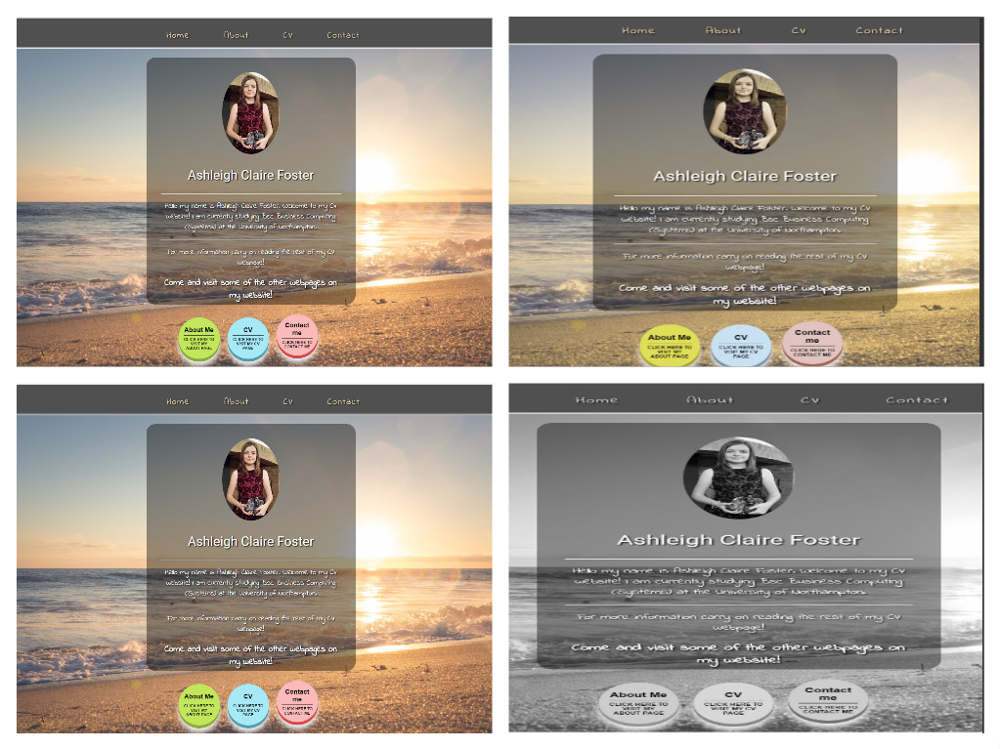 Home About CV Contact
Ashleigh Claire Foster
Hello my name is Ashleigh Claire Foster. Welcome to my CV
website! I am currently studying Bsc Business Computing
(Systems) at the University of Northampton.
For more information carry on reading the rest of my CV
webpage!
Come and visit some of the other webpages on
my website!
About Me
CLICK HERE TO
VISIT MY
ABOUT PAGE
CV
CLICK HERE TO
VISIT MY CV
PAGE
Contact
me
CLICK HERE TO
CONTACT ME
Home About CV Contact
Ashleigh Claire Foster
Hello my name is Ashleigh Claire Foster. Welcome to my CV
website! I am currently studying Bsc Business Computing
(Systems) at the University of Northampton.
For more information carry on reading the rest of my CV
webpage!
Come and visit some of the other webpages on
my website!
About Me
CLICK HERE TO
VISIT MY
ABOUT PAGE
CV
CLICK HERE TO
VISIT MY CV
PAGE
Contact
me
CLICK HERE TO
CONTACT ME
Home About CV Contact
Ashleigh Claire Foster
Hello my name is Ashleigh Claire Foster. Welcome to my CV
website! I am currently studying Bsc Business Computing
(Systems) at the University of Northampton.
For more information carry on reading the rest of my CV
webpage!
Come and visit some of the other webpages on
my website!
About Me
CLICK HERE TO
VISIT MY
ABOUT PAGE
CV
CLICK HERE TO
VISIT MY CV
PAGE
Contact
me
CLICK HERE TO
CONTACT ME
Home About CV Contact
Ashleigh Claire Foster
Hello my name is Ashleigh Claire Foster. Welcome to my CV
website! I am currently studying Bsc Business Computing
(Systems) at the University of Northampton.
For more information carry on reading the rest of my CV
webpage!
Come and visit some of the other webpages on
my website!
About Me
CLICK HERE TO
VISIT MY
ABOUT PAGE
CV
CLICK HERE TO
VISIT MY CV
PAGE
Contact
me
CLICK HERE TO
CONTACT ME